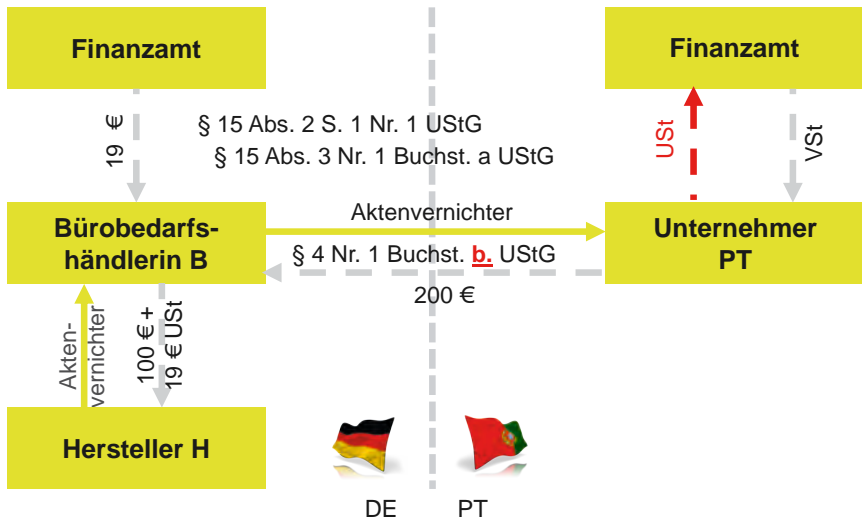 Finanzamt
Finanzamt
19 €
§ 15 Abs. 2 S. 1 Nr. 1 UStG
§ 15 Abs. 3 Nr. 1 Buchst. a UStG
USt
VSt
Bürobedarfs-
händlerin B
Aktenvernichter
§ 4 Nr. 1 Buchst. b. UStG
200 €
Unternehmer
PT
Akten-
vernichter
100 € +
19 € USt
Hersteller H
DE
PT